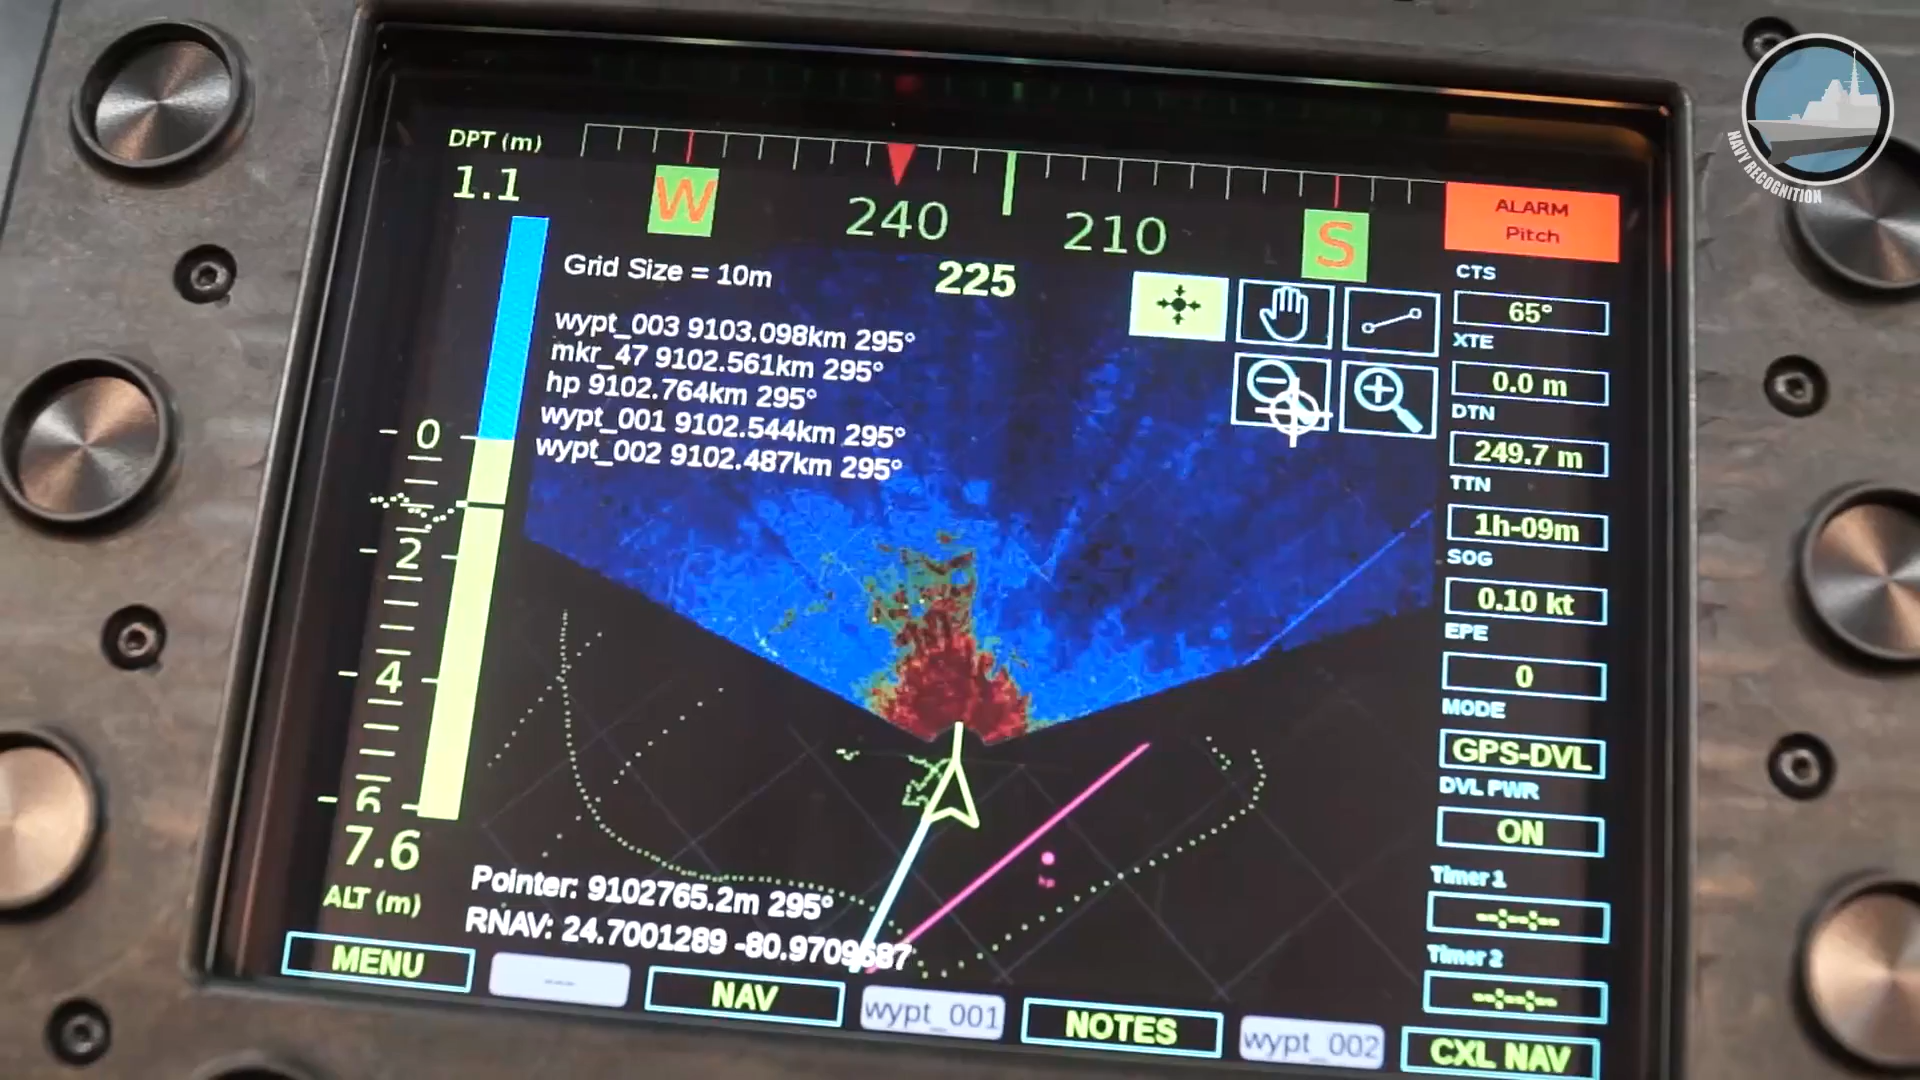 DPT (m)
1.1
W
240
210
S
225
ALARM
Pitch
Grid Size = 10m
wypt_003 9103.098km 295°
mkr_47 9102.561km 295°
hp 9102.764km 295°
wypt_001 9102.544km 295°
wypt_002 9102.487km 295°
CTS
65°
XTE
0.0 m
DTN
249.7 m
TTN
1h-09m
SOG
0.10 kt
EPE
0
MODE
GPS-DVL
DVL PWR
ON
Timer 1
--:--:--
Timer 2
--:--:--
0
2
4
6
7.6
ALT (m)
hp
Pointer: 9102765.2m 295°
RNAV: 24.7001289 -80.9709687
MENU
---
NAV
wypt_001
NOTES
wypt_002
CXL NAV
NAVY RECOGNITION